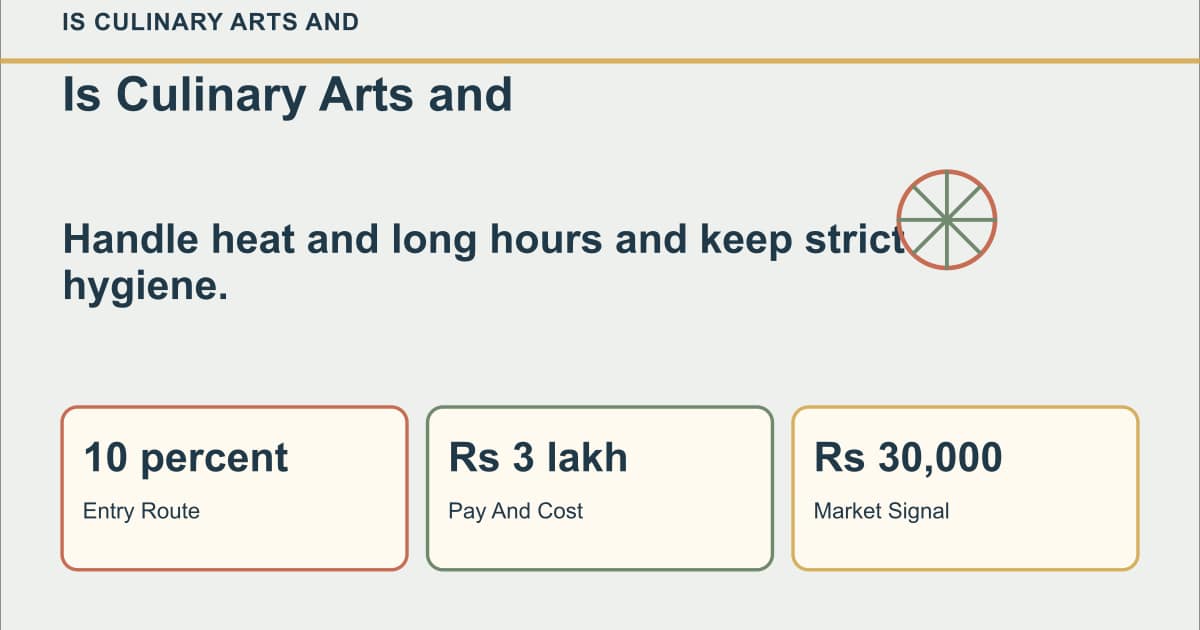 IS CULINARY ARTS AND
Is Culinary Arts and
Handle heat and long hours and keep strict
hygiene.
10 percent
Entry Route
Rs 3 lakh
Pay And Cost
Rs 30,000
Market Signal